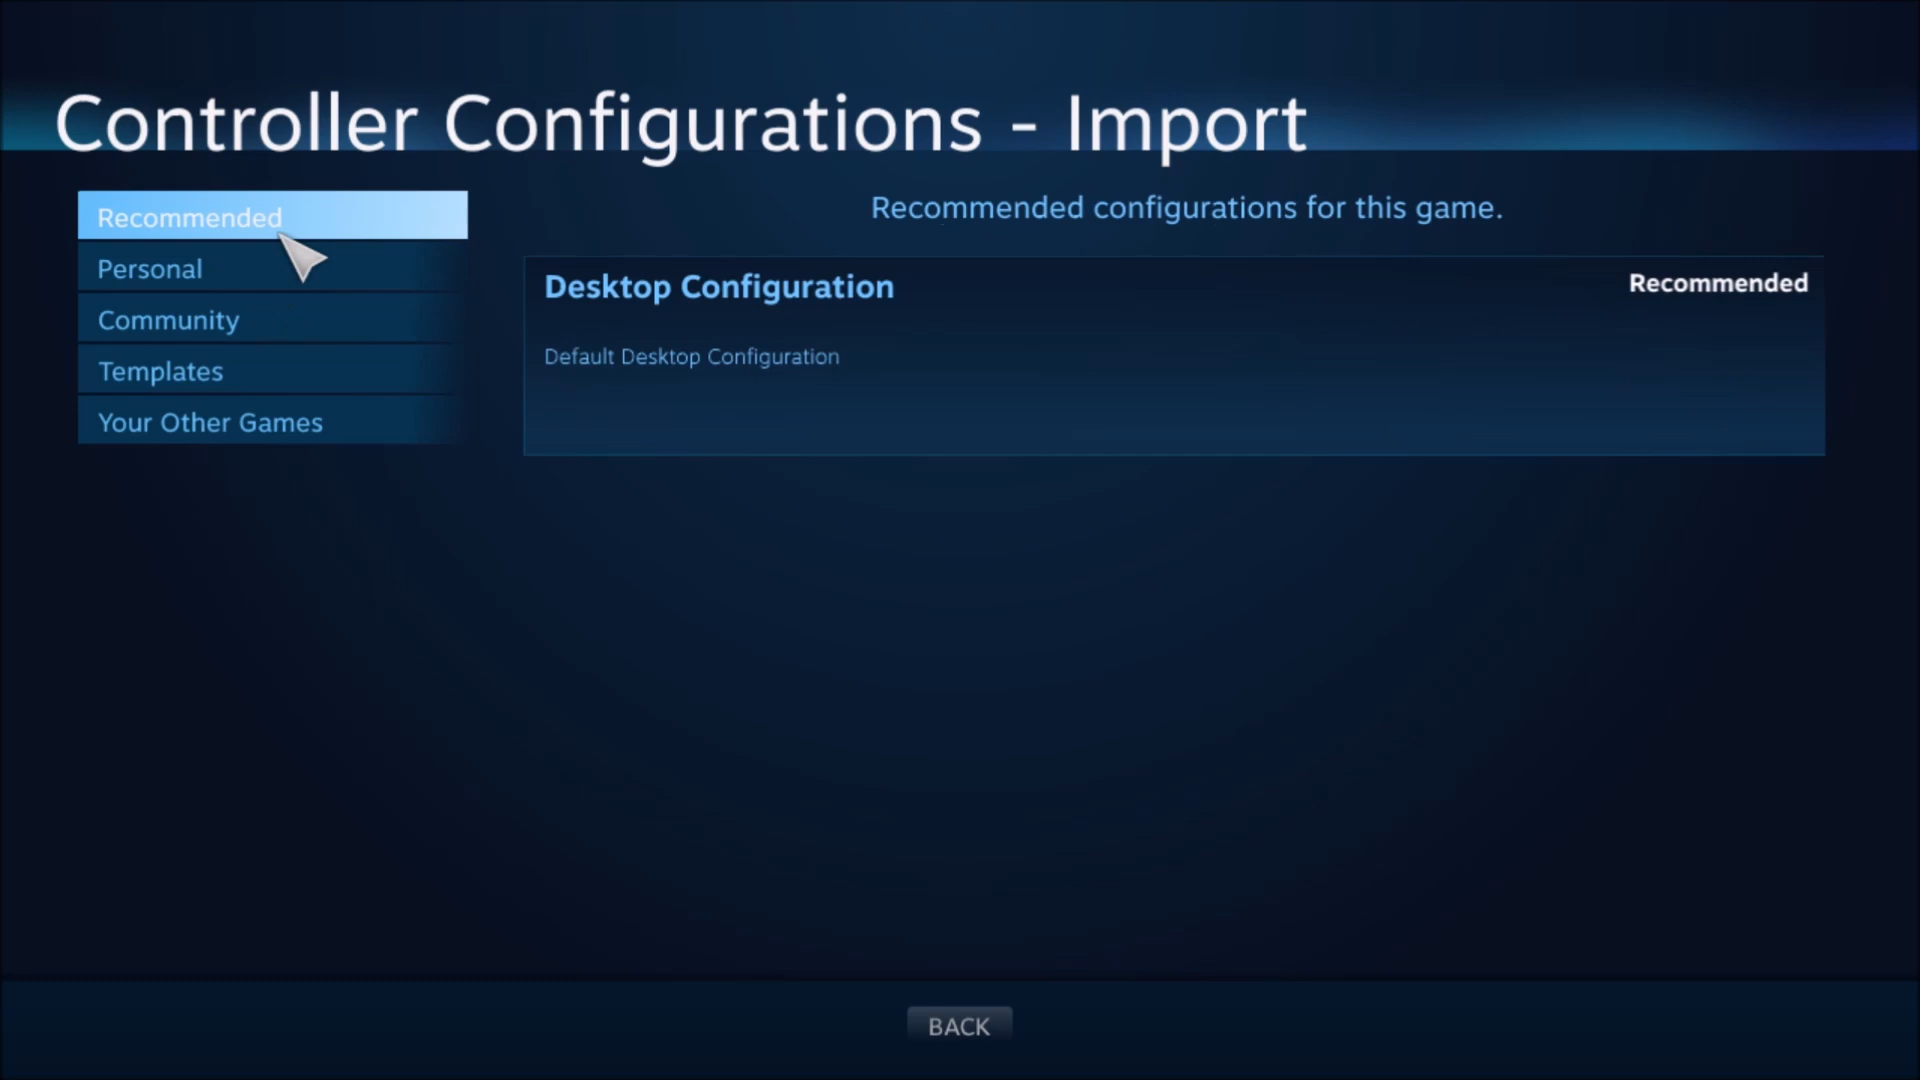 Controller Configurations - Import
Recommended
Personal
Community
Templates
Your Other Games
Recommended configurations for this game.
Desktop Configuration
Recommended
Default Desktop Configuration
BACK